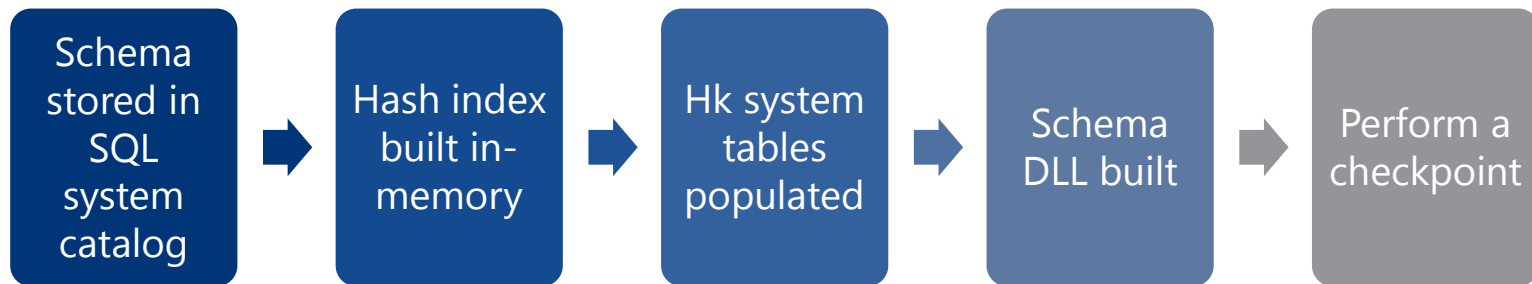 Schema
stored in
SQL
system
catalog
Hash index
built in-
memory
Hk system
tables
populated
Schema
DLL built
Perform a
checkpoint